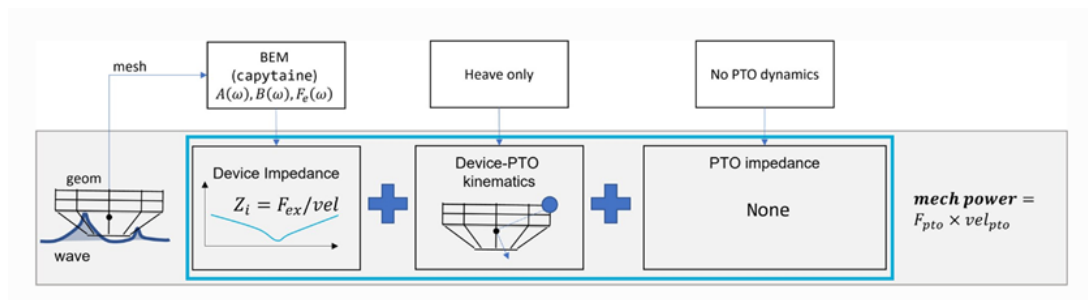 mesh
BEM
(capytaine)
A(ω), B(ω), F_e(ω)
Heave only
No PTO dynamics
geom
wave
Device Impedance
Z_i = F_ex/vel
Device-PTO
kinematics
PTO impedance
None
mech power =
F_pto × vel_pto